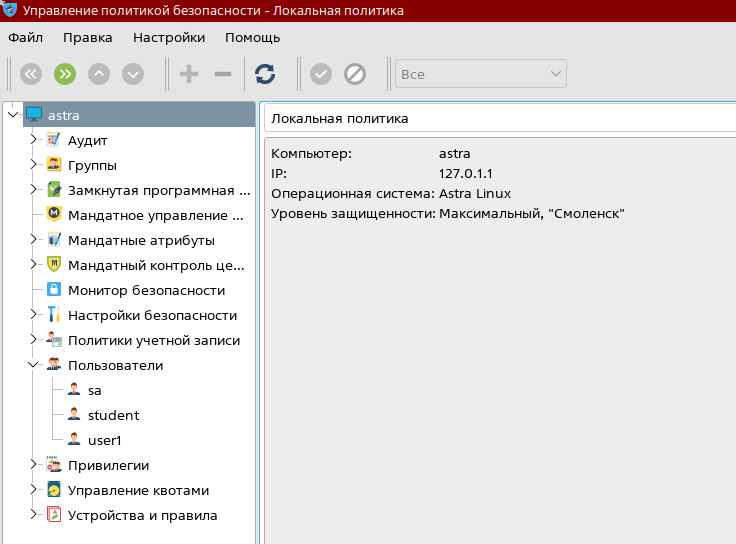 Управление политикой безопасности - Локальная политика
Файл Правка Настройки Помощь
Все
astra
Аудит
Группы
Замкнутая программная ...
Мандатное управление ...
Мандатные атрибуты
Мандатный контроль це...
Монитор безопасности
Настройки безопасности
Политики учетной записи
Пользователи
sa
student
user1
Привилегии
Управление квотами
Устройства и правила
Локальная политика
Компьютер: astra
IP: 127.0.1.1
Операционная система: Astra Linux
Уровень защищенности: Максимальный, "Смоленск"